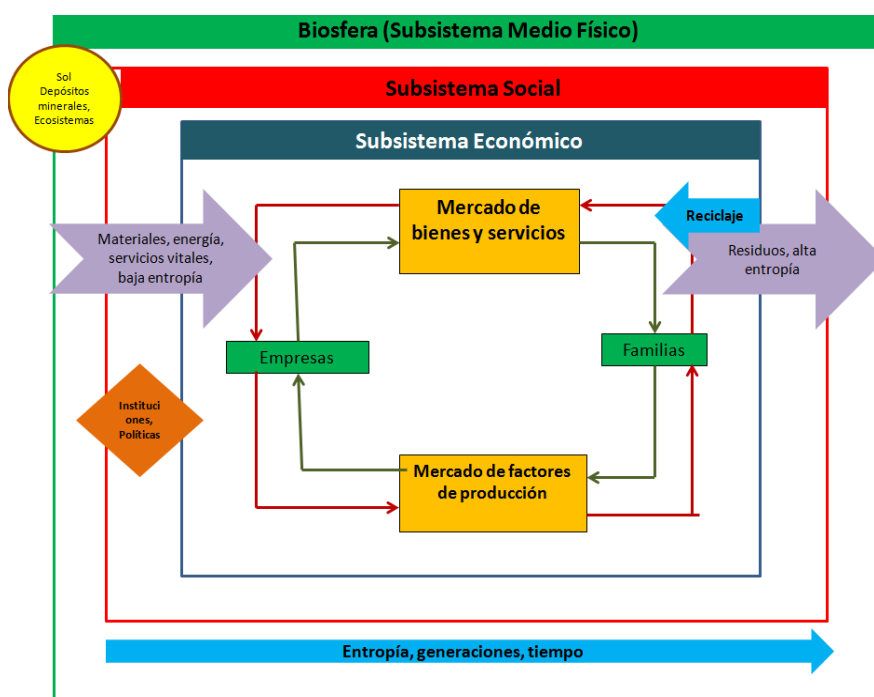 Biosfera (Subsistema Medio Físico)
Sol
Depósitos
minerales,
Ecosistemas
Subsistema Social
Subsistema Económico
Mercado de
bienes y servicios
Reciclaje
Materiales, energía,
servicios vitales,
baja entropía
Residuos, alta
entropía
Empresas
Familias
Instituci
ones,
Políticas
Mercado de factores
de producción
Entropía, generaciones, tiempo